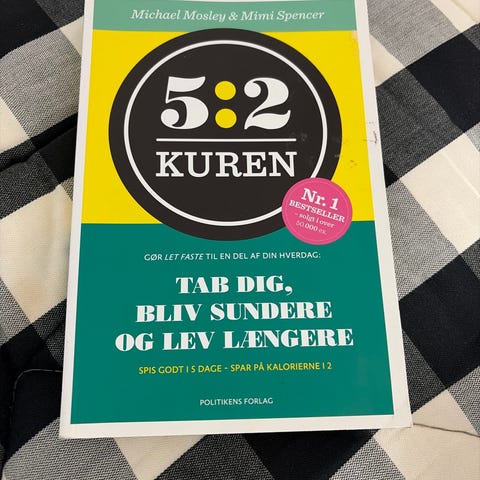 Michael Mosley & Mimi Spencer
5:2
KUREN
Nr. 1
BESTSELLER
- solgt i over
50.000 ex.
GØR LET FASTE TIL EN DEL AF DIN HVERDAG:
TAB DIG,
BLIV SUNDERE
OG LEV LÆNGERE
SPIS GODT I 5 DAGE - SPAR PÅ KALORIERNE I 2
POLITIKENS FORLAG